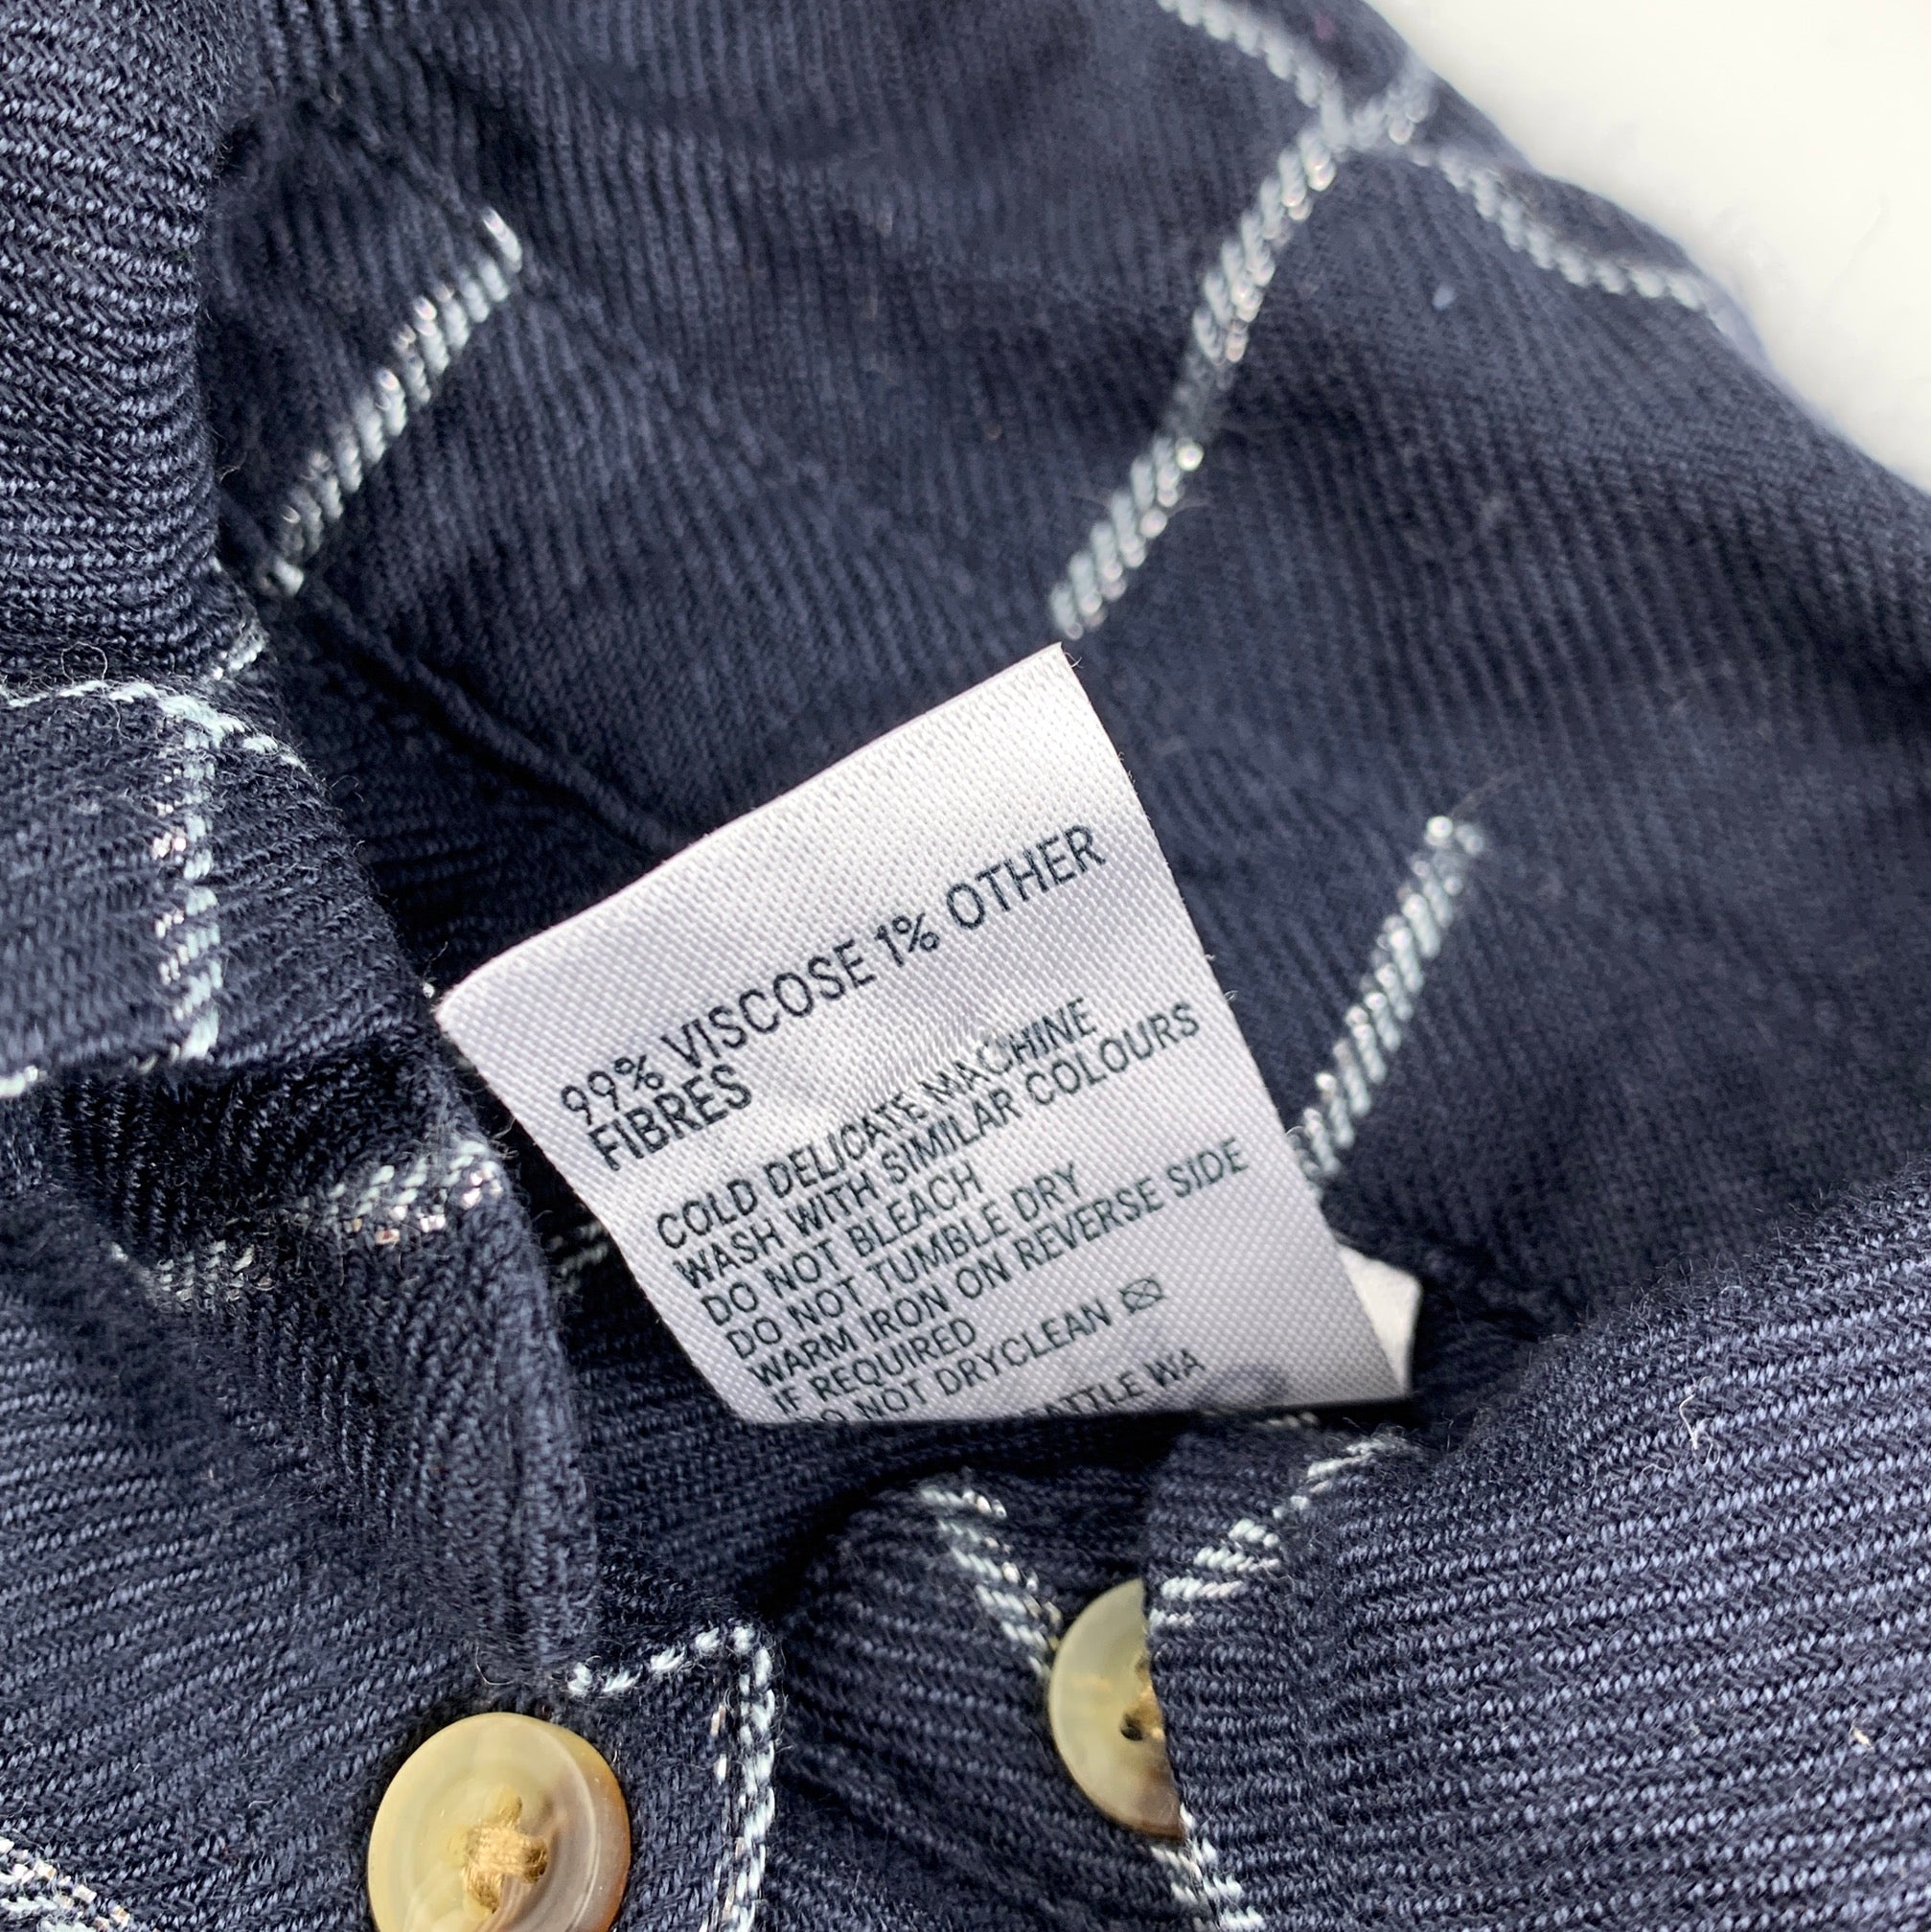 99% VISCOSE 1% OTHER
FIBRES
COLD DELICATE MACHINE
WASH WITH SIMILAR COLOURS
DO NOT BLEACH
DO NOT TUMBLE DRY
WARM IRON ON REVERSE SIDE
IF REQUIRED
DO NOT DRYCLEAN
WA